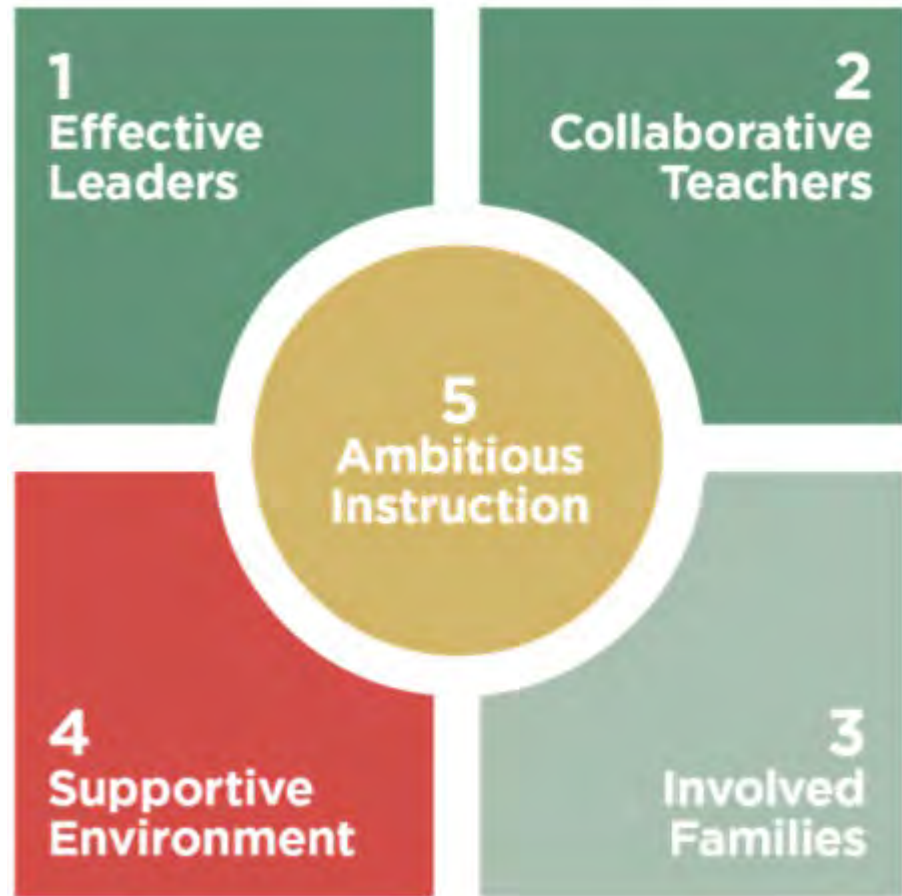 1
Effective
Leaders
2
Collaborative
Teachers
5
Ambitious
Instruction
4
Supportive
Environment
3
Involved
Families